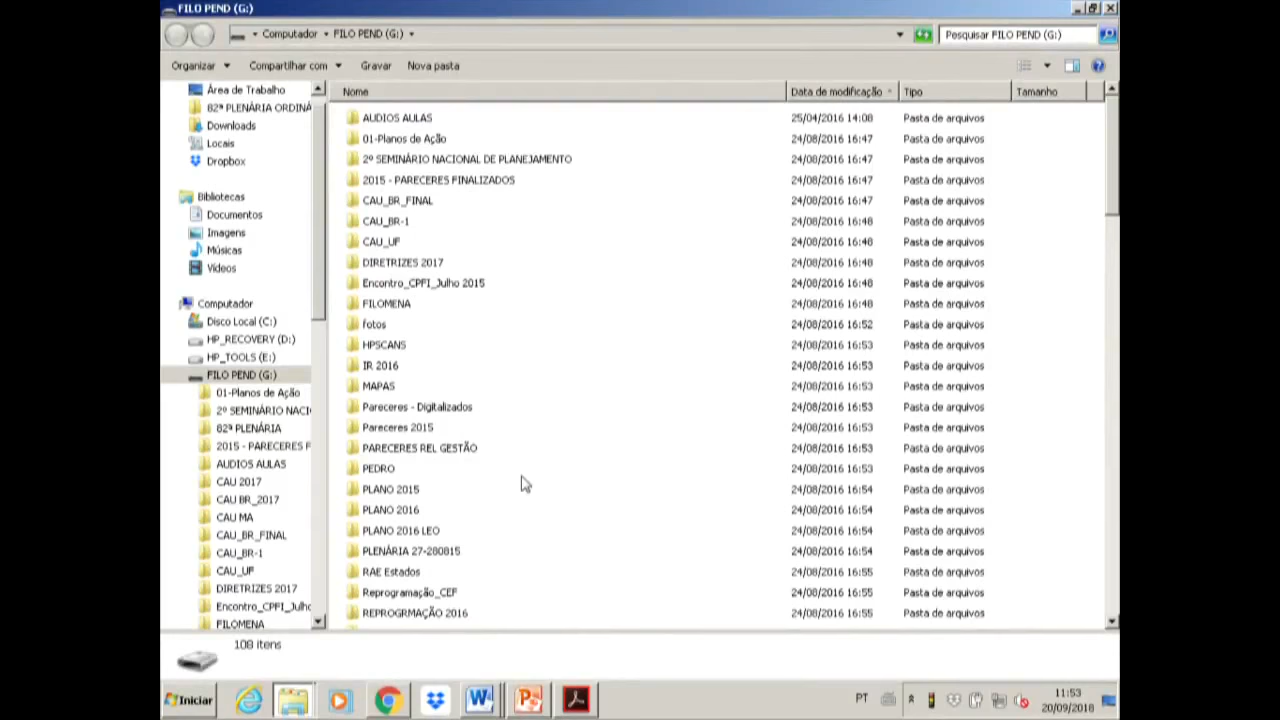 FILO PEND (G:)
Computador FILO PEND (G:)
Pesquisar FILO PEND (G:)
Organizar Compartilhar com Gravar Nova pasta
Área de Trabalho
82ª PLENÁRIA ORDINÁ
Downloads
Locais
Dropbox
Bibliotecas
Documentos
Imagens
Músicas
Vídeos
Computador
Disco Local (C:)
HP_RECOVERY (D:)
HP_TOOLS (E:)
FILO PEND (G:)
01-Planos de Ação
2º SEMINÁRIO NACI
82ª PLENÁRIA
2015 - PARECERES F
AUDIOS AULAS
CAU 2017
CAU BR_2017
CAU MA
CAU_BR_FINAL
CAU_BR-1
CAU_UF
DIRETRIZES 2017
Encontro_CPFI_Julho
FILOMENA
Nome Data de modificação Tipo Tamanho
AUDIOS AULAS 25/04/2016 14:08 Pasta de arquivos
01-Planos de Ação 24/08/2016 16:47 Pasta de arquivos
2º SEMINÁRIO NACIONAL DE PLANEJAMENTO 24/08/2016 16:47 Pasta de arquivos
2015 - PARECERES FINALIZADOS 24/08/2016 16:47 Pasta de arquivos
CAU_BR_FINAL 24/08/2016 16:47 Pasta de arquivos
CAU_BR-1 24/08/2016 16:48 Pasta de arquivos
CAU_UF 24/08/2016 16:48 Pasta de arquivos
DIRETRIZES 2017 24/08/2016 16:48 Pasta de arquivos
Encontro_CPFI_Julho 2015 24/08/2016 16:48 Pasta de arquivos
FILOMENA 24/08/2016 16:48 Pasta de arquivos
fotos 24/08/2016 16:52 Pasta de arquivos
HPSCANS 24/08/2016 16:53 Pasta de arquivos
IR 2016 24/08/2016 16:53 Pasta de arquivos
MAPAS 24/08/2016 16:53 Pasta de arquivos
Pareceres - Digitalizados 24/08/2016 16:53 Pasta de arquivos
Pareceres 2015 24/08/2016 16:53 Pasta de arquivos
PARECERES REL GESTÃO 24/08/2016 16:53 Pasta de arquivos
PEDRO 24/08/2016 16:53 Pasta de arquivos
PLANO 2015 24/08/2016 16:54 Pasta de arquivos
PLANO 2016 24/08/2016 16:54 Pasta de arquivos
PLANO 2016 LEO 24/08/2016 16:54 Pasta de arquivos
PLENÁRIA 27-280815 24/08/2016 16:54 Pasta de arquivos
RAE Estados 24/08/2016 16:55 Pasta de arquivos
Reprogramação_CEF 24/08/2016 16:55 Pasta de arquivos
REPROGRMAÇÃO 2016 24/08/2016 16:55 Pasta de arquivos
108 itens
Iniciar
PT
11:53
20/09/2018